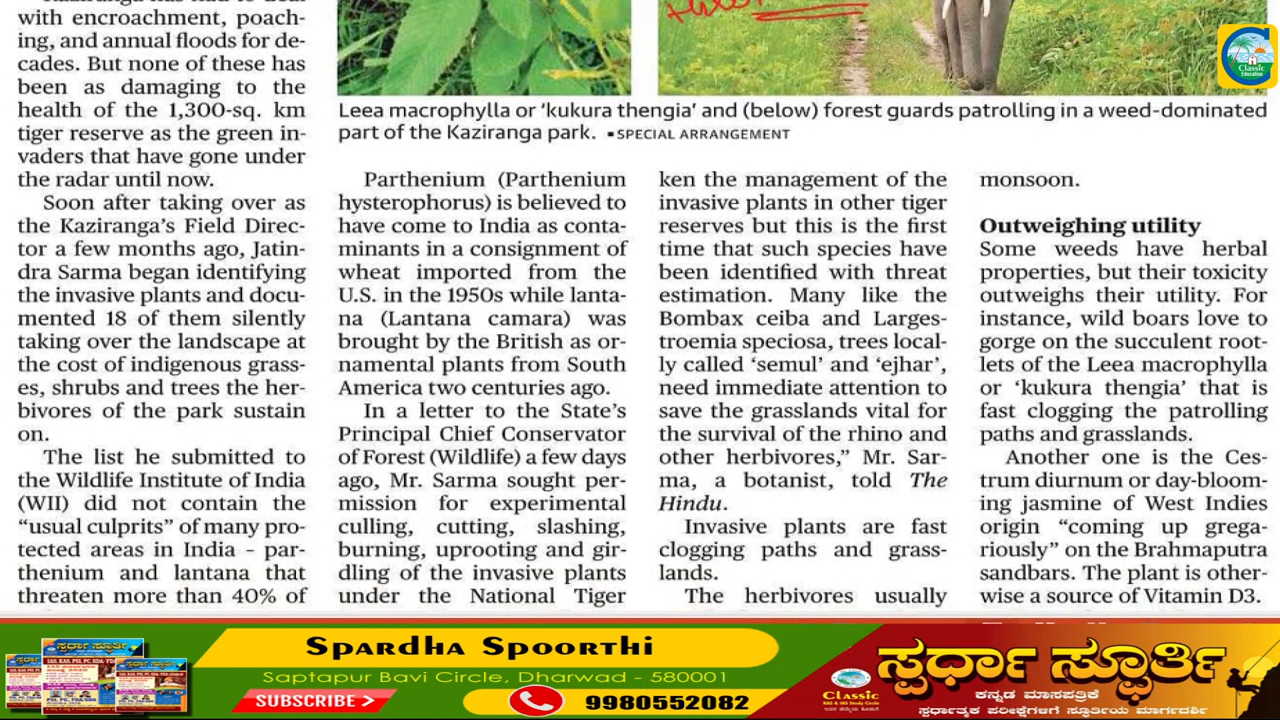 with encroachment, poach-
ing, and annual floods for de-
cades. But none of these has
been as damaging to the
health of the 1,300-sq. km
tiger reserve as the green in-
vaders that have gone under
the radar until now.
Soon after taking over as
the Kaziranga's Field Direc-
tor a few months ago, Jatin-
dra Sarma began identifying
the invasive plants and docu-
mented 18 of them silently
taking over the landscape at
the cost of indigenous grass-
es, shrubs and trees the her-
bivores of the park sustain
on.
The list he submitted to
the Wildlife Institute of India
(WII) did not contain the
“usual culprits” of many pro-
tected areas in India – par-
thenium and lantana that
threaten more than 40% of
Leea macrophylla or ‘kukura thengia’ and (below) forest guards patrolling in a weed-dominated
part of the Kaziranga park. ▪SPECIAL ARRANGEMENT
Parthenium (Parthenium
hysterophorus) is believed to
have come to India as conta-
minants in a consignment of
wheat imported from the
U.S. in the 1950s while lanta-
na (Lantana camara) was
brought by the British as or-
namental plants from South
America two centuries ago.
In a letter to the State's
Principal Chief Conservator
of Forest (Wildlife) a few days
ago, Mr. Sarma sought per-
mission for experimental
culling, cutting, slashing,
burning, uprooting and gir-
dling of the invasive plants
under the National Tiger
ken the management of the
invasive plants in other tiger
reserves but this is the first
time that such species have
been identified with threat
estimation. Many like the
Bombax ceiba and Larges-
troemia speciosa, trees local-
ly called ‘semul’ and ‘ejhar’,
need immediate attention to
save the grasslands vital for
the survival of the rhino and
other herbivores,” Mr. Sar-
ma, a botanist, told The
Hindu.
Invasive plants are fast
clogging paths and grass-
lands.
The herbivores usually
monsoon.
Outweighing utility
Some weeds have herbal
properties, but their toxicity
outweighs their utility. For
instance, wild boars love to
gorge on the succulent root-
lets of the Leea macrophylla
or ‘kukura thengia’ that is
fast clogging the patrolling
paths and grasslands.
Another one is the Ces-
trum diurnum or day-bloom-
ing jasmine of West Indies
origin “coming up grega-
riously” on the Brahmaputra
sandbars. The plant is other-
wise a source of Vitamin D3.
Classic
Education
Spardha Spoorthi
Saptapur Bavi Circle, Dharwad - 580001
SUBSCRIBE
9980552082
ಸ್ಪರ್ಧಾ ಸ್ಫೂರ್ತಿ
ಕನ್ನಡ ಮಾಸಪತ್ರಿಕೆ
ಸ್ಪರ್ಧಾತ್ಮಕ ಪರೀಕ್ಷೆಗಳಿಗೆ ಸ್ಫೂರ್ತಿಯ ಮಾರ್ಗದರ್ಶಿ
Classic